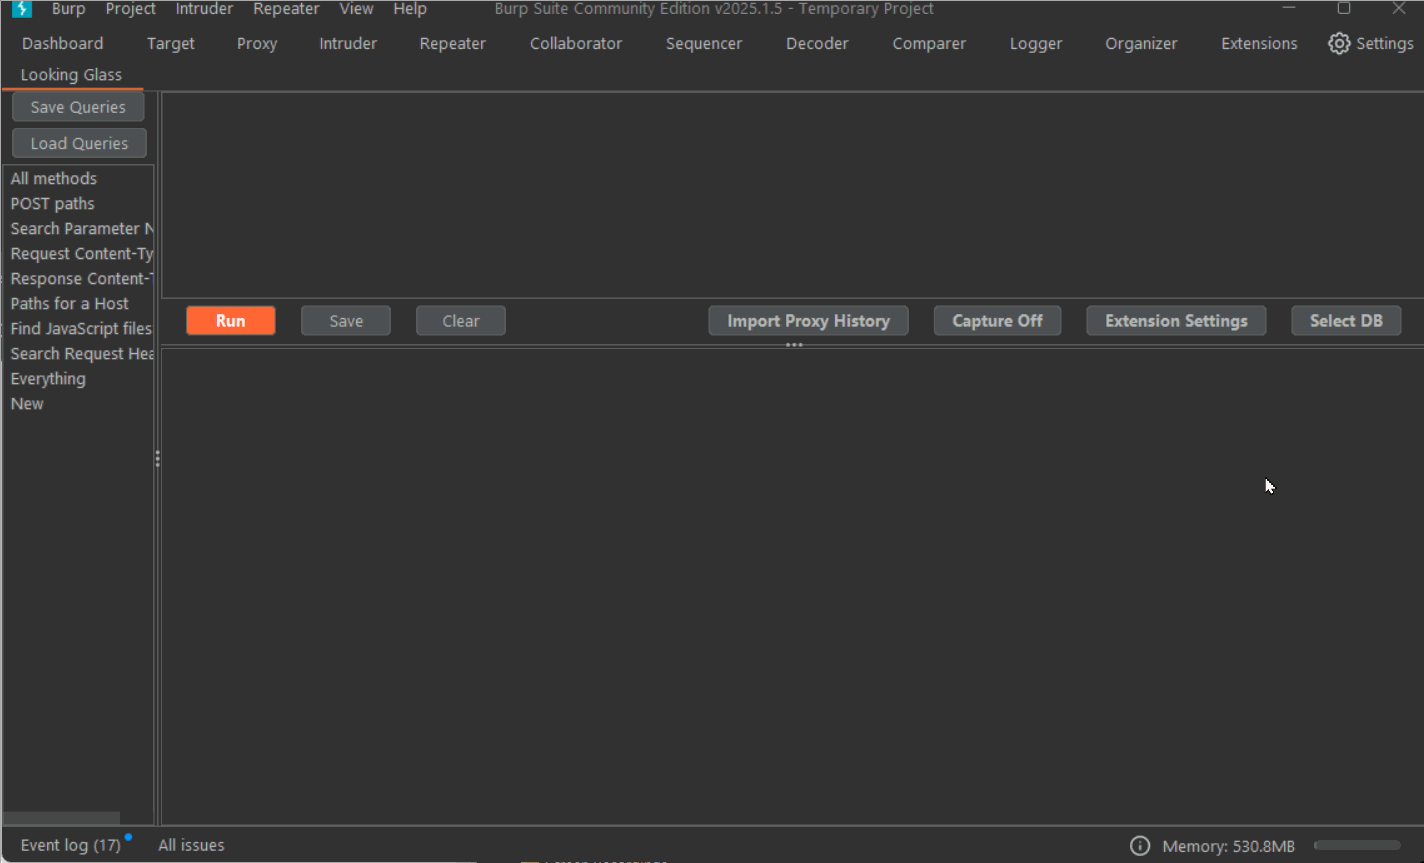 Burp Project Intruder Repeater View Help Burp Suite Community Edition v2025.1.5 - Temporary Project
Dashboard Target Proxy Intruder Repeater Collaborator Sequencer Decoder Comparer Logger Organizer Extensions Settings
Looking Glass
Save Queries
Load Queries
All methods
POST paths
Search Parameter N
Request Content-Ty
Response Content-
Paths for a Host
Find JavaScript files
Search Request Hea
Everything
New
Run Save Clear Import Proxy History Capture Off Extension Settings Select DB
Event log (17) All issues Memory: 530.8MB